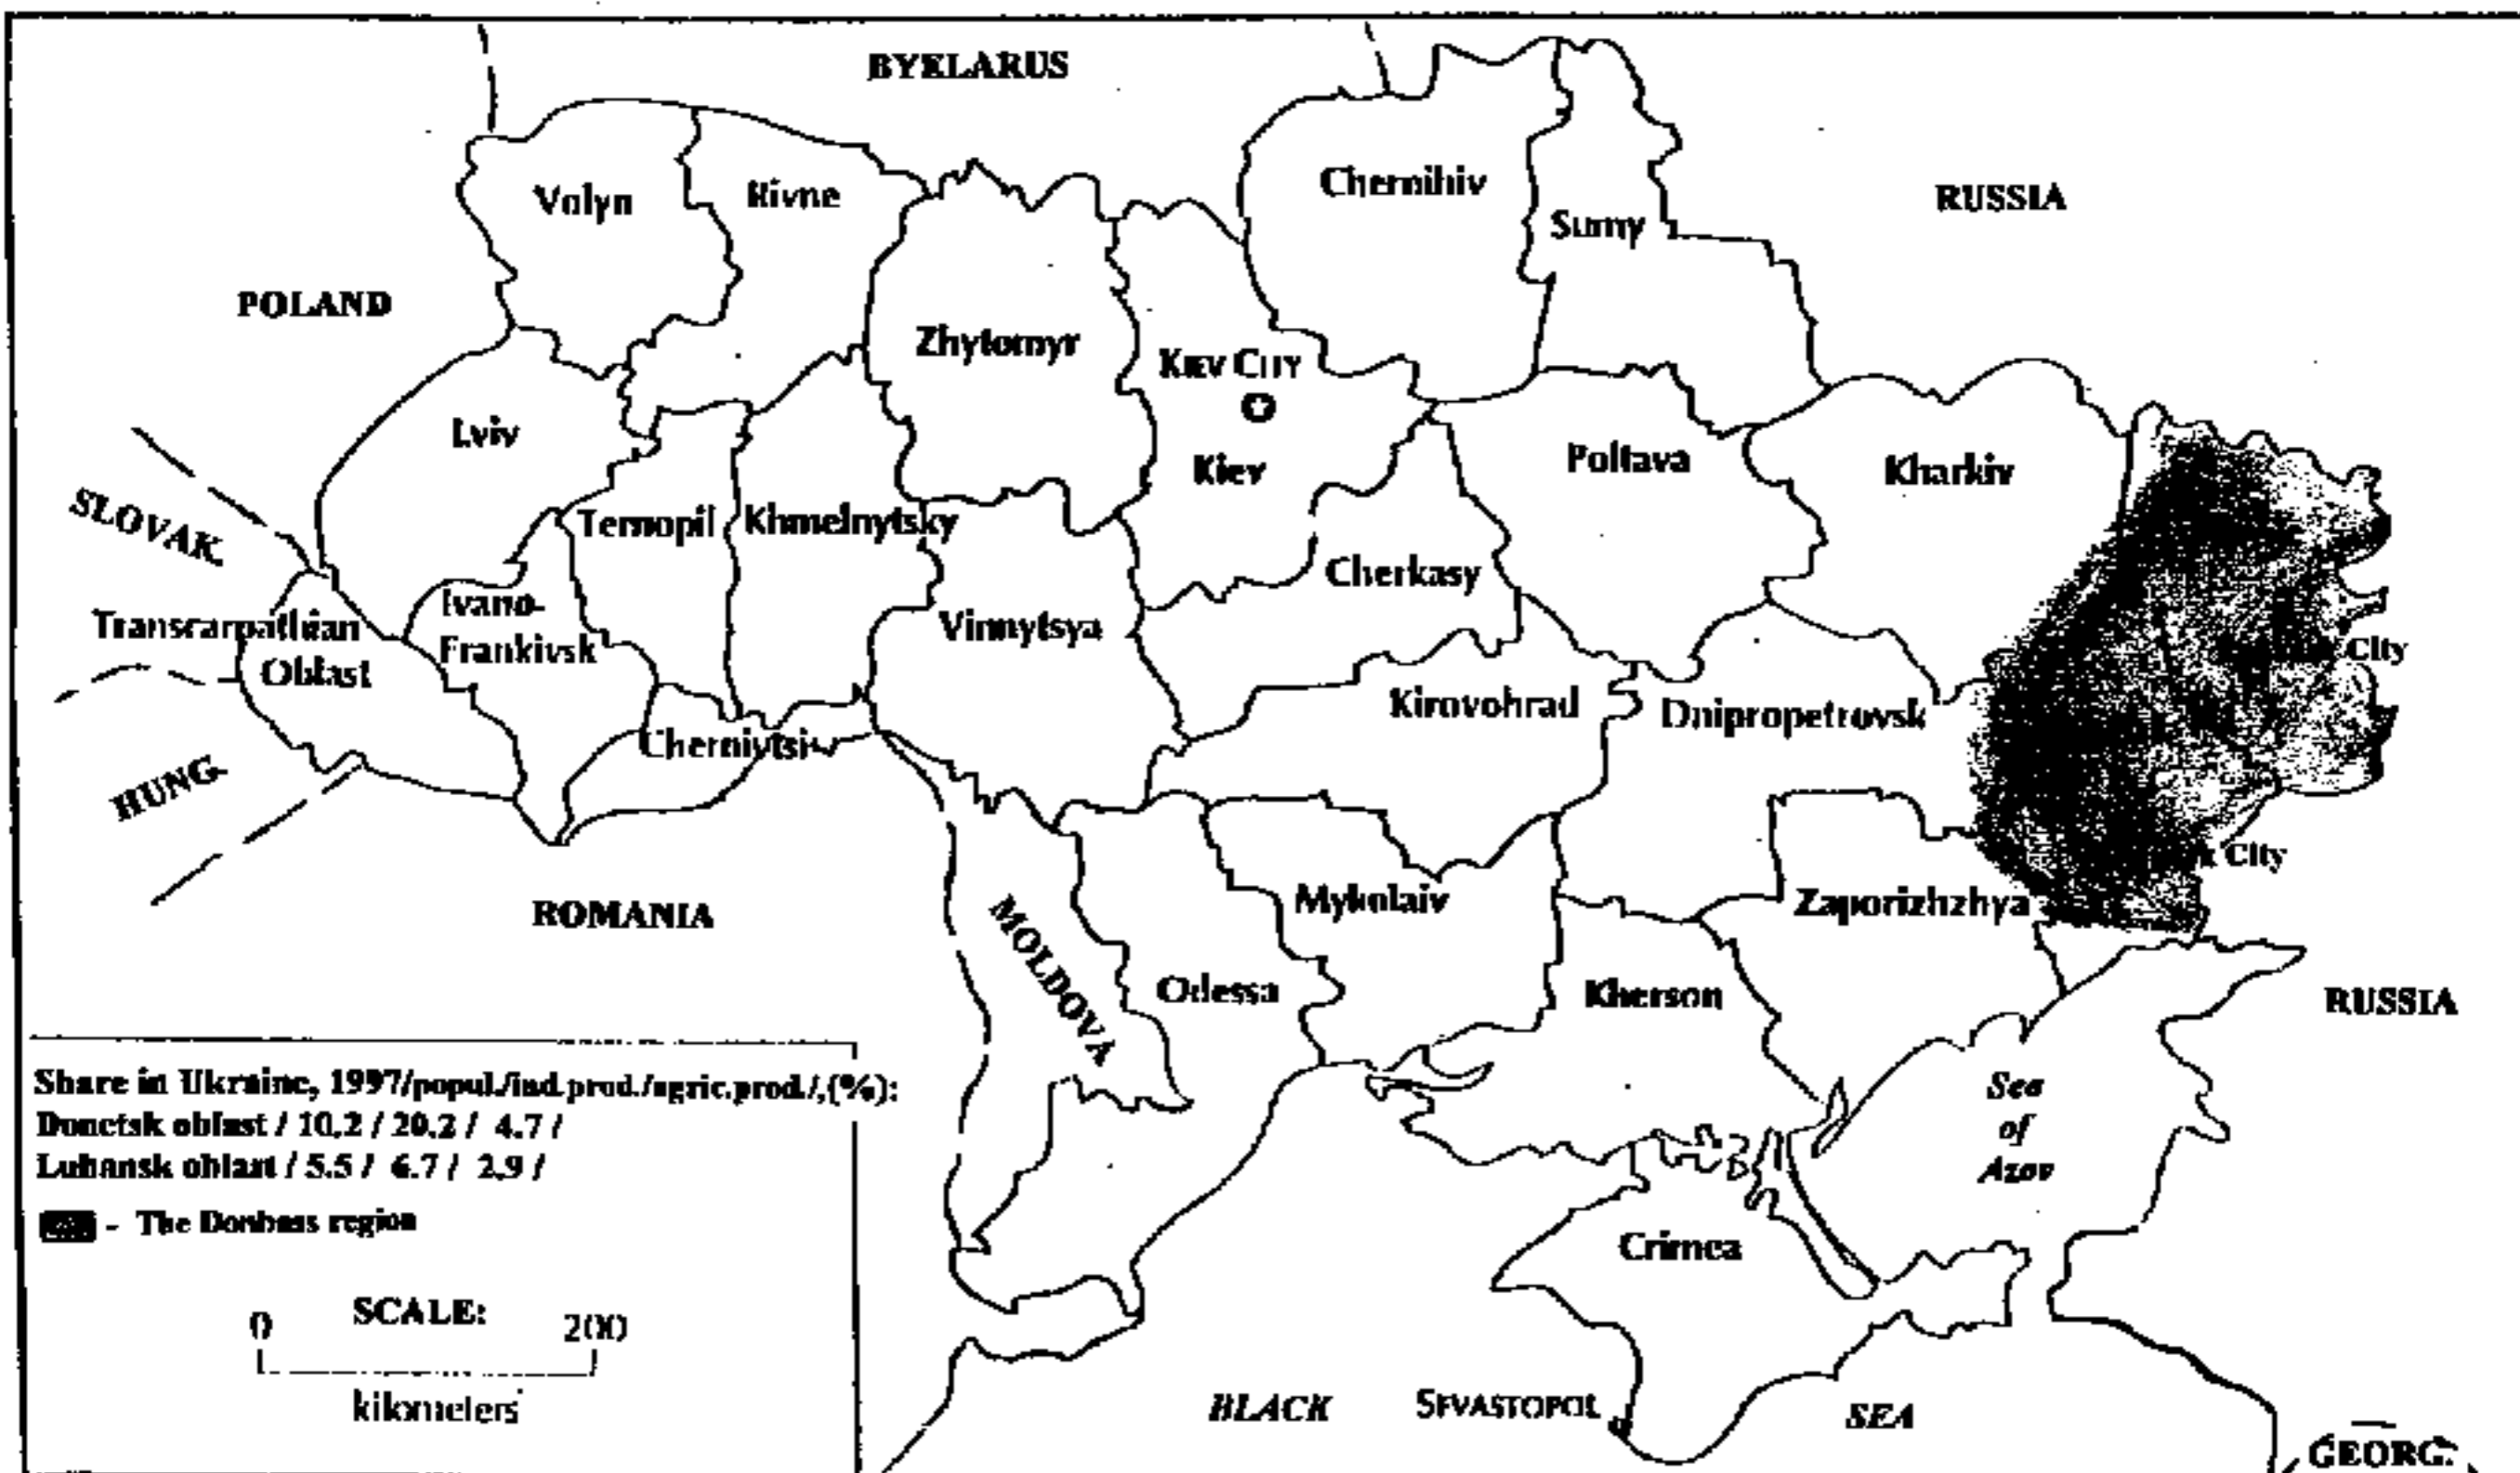 BYELARUS
Chernihiv
Rivne
Volyn
RUSSIA
Sumy
POLAND
Zhytomyr
KIEV CITY
Lviv
Poltava
Kiev
Kharkiv
SLOVAK.
Ternopil
Khmelnytsky
Cherkasy
Ivano-
Frankivsk
Transcarpathian
Oblast
Vinnytsya
City
Kirovohrad
Dnipropetrovsk
Chernivtsi
HUNG-
City
Mykolaiv
Zaporizhzhya
ROMANIA
MOLDOVA
Odessa
Kherson
RUSSIA
Share in Ukraine, 1997/popul./ind.prod./agric.prod./,(%):
Donetsk oblast / 10.2 / 20.2 / 4.7 /
Luhansk oblast / 5.5 / 6.7 / 2.9 /
- The Donbass region
Sea
of
Azov
Crimea
SCALE:
0 200
kilometers
BLACK
SEVASTOPOL
SEA
GEORG.